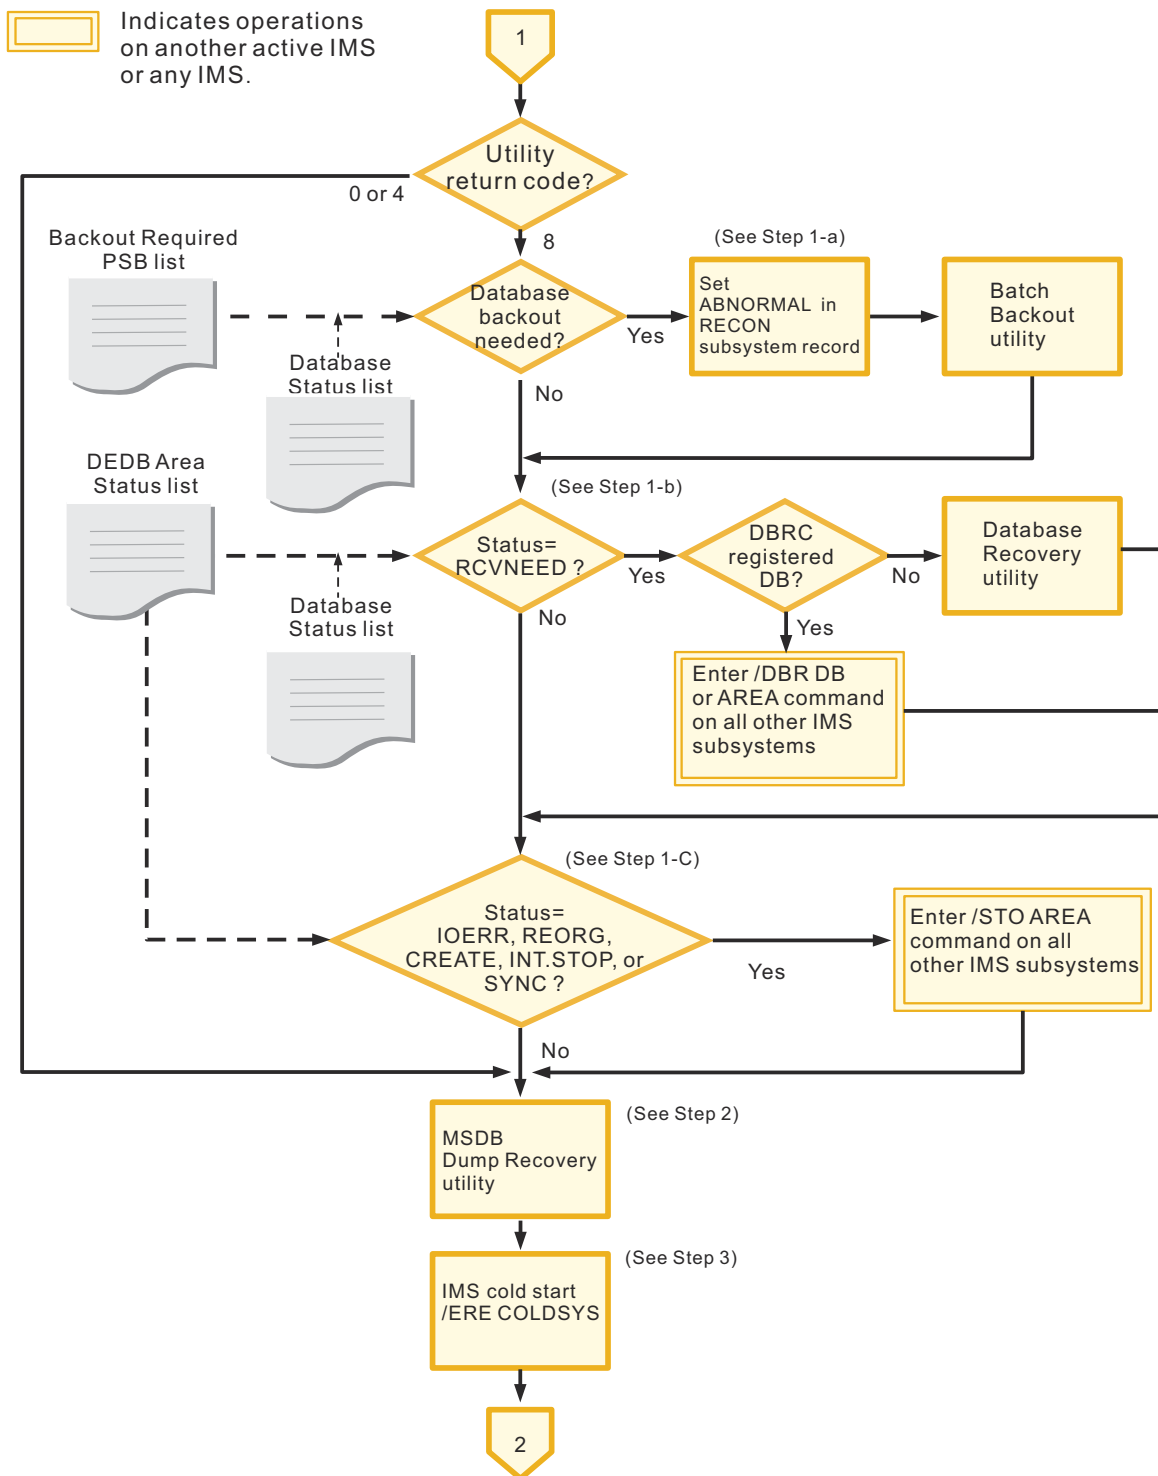 Indicates operations
on another active IMS
or any IMS.
1
Utility
return code?
0 or 4
8
Backout Required
PSB list
(See Step 1-a)
Database
backout
needed?
Yes
Set
ABNORMAL in
RECON
subsystem record
Batch
Backout
utility
Database
Status list
No
DEDB Area
Status list
(See Step 1-b)
Status=
RCVNEED ?
Yes
DBRC
registered
DB?
No
Database
Recovery
utility
Database
Status list
No
Yes
Enter /DBR DB
or AREA command
on all other IMS
subsystems
(See Step 1-C)
Status=
IOERR, REORG,
CREATE, INT.STOP, or
SYNC ?
Yes
Enter /STO AREA
command on all
other IMS subsystems
No
(See Step 2)
MSDB
Dump Recovery
utility
(See Step 3)
IMS cold start
/ERE COLDSYS
2